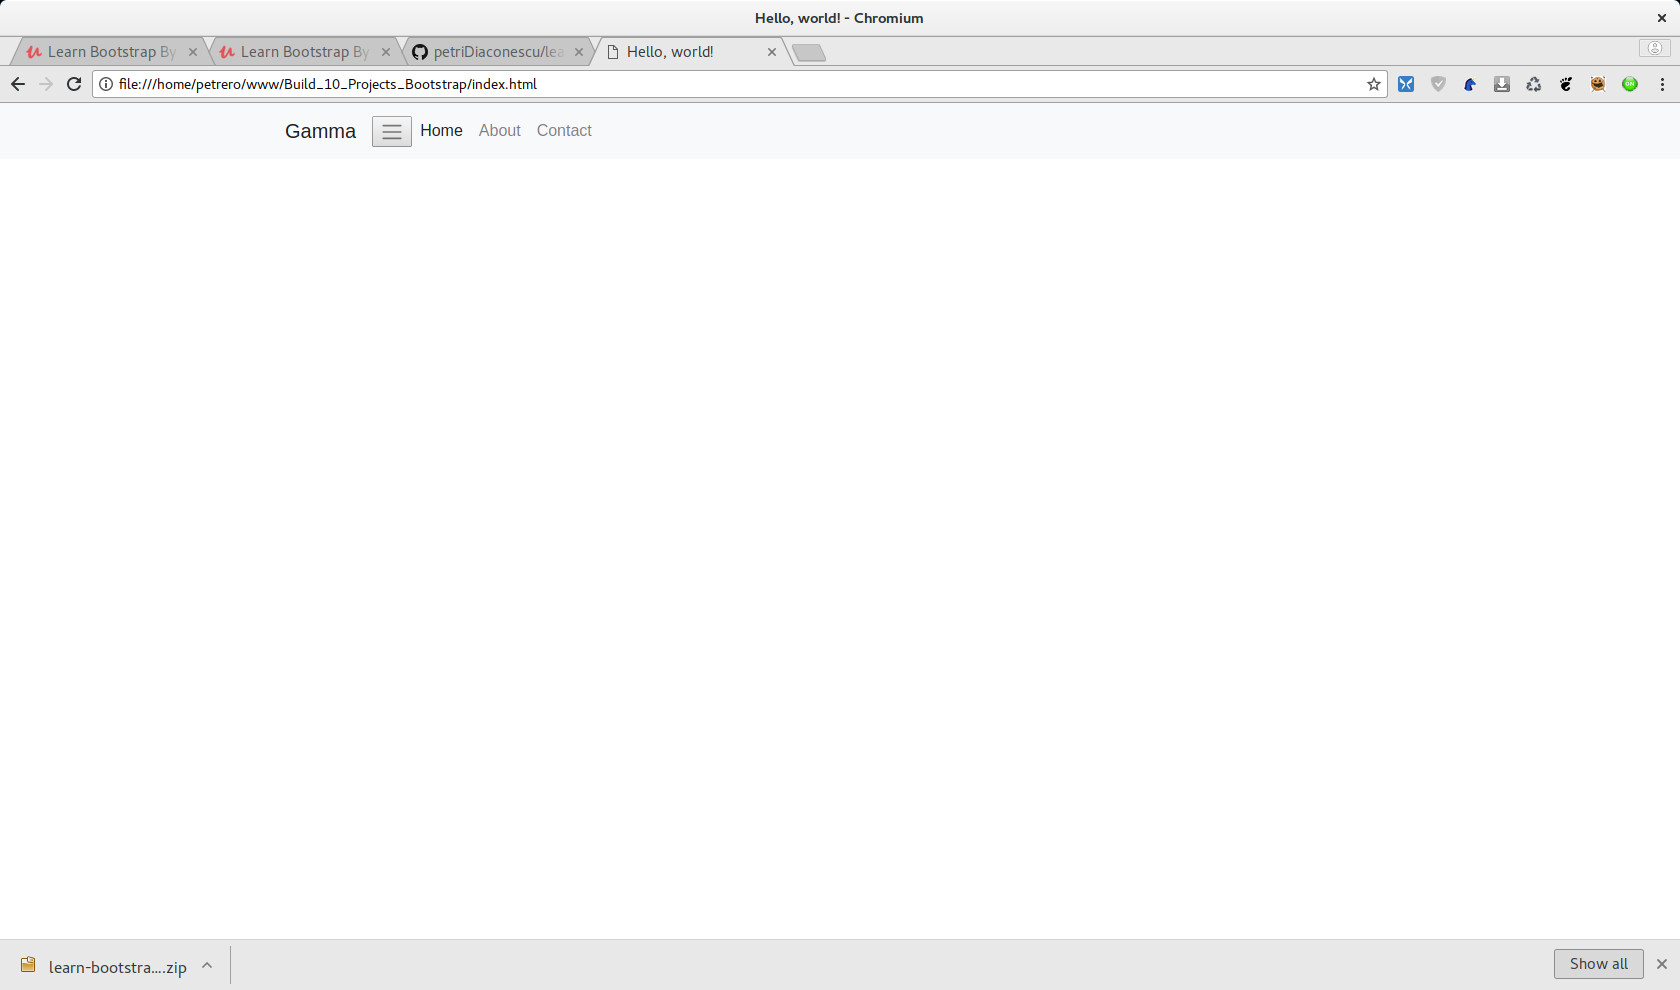 Hello, world! - Chromium
Learn Bootstrap By
Learn Bootstrap By
petriDiaconescu/lea
Hello, world!
file:///home/petrero/www/Build_10_Projects_Bootstrap/index.html
ON
Gamma
Home About Contact
learn-bootstra....zip
Show all